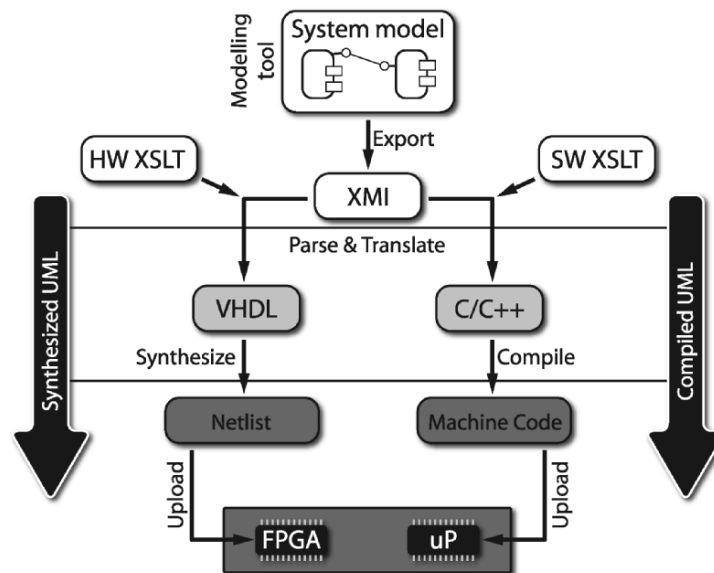 System model
Modelling
tool
Export
HW XSLT
SW XSLT
XMI
Parse & Translate
Synthesized UML
Compiled UML
VHDL
C/C++
Synthesize
Compile
Netlist
Machine Code
Upload
Upload
FPGA
uP